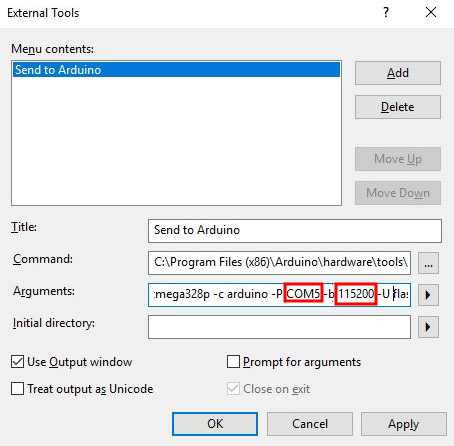 External Tools
?
Menu contents:
Send to Arduino
Add
Delete
Move Up
Move Down
Title:
Send to Arduino
Command:
C:\Program Files (x86)\Arduino\hardware\tools\
...
Arguments:
:mega328p -c arduino -P COM5 -b 115200 -U flas
Initial directory:
Use Output window
Prompt for arguments
Treat output as Unicode
Close on exit
OK
Cancel
Apply